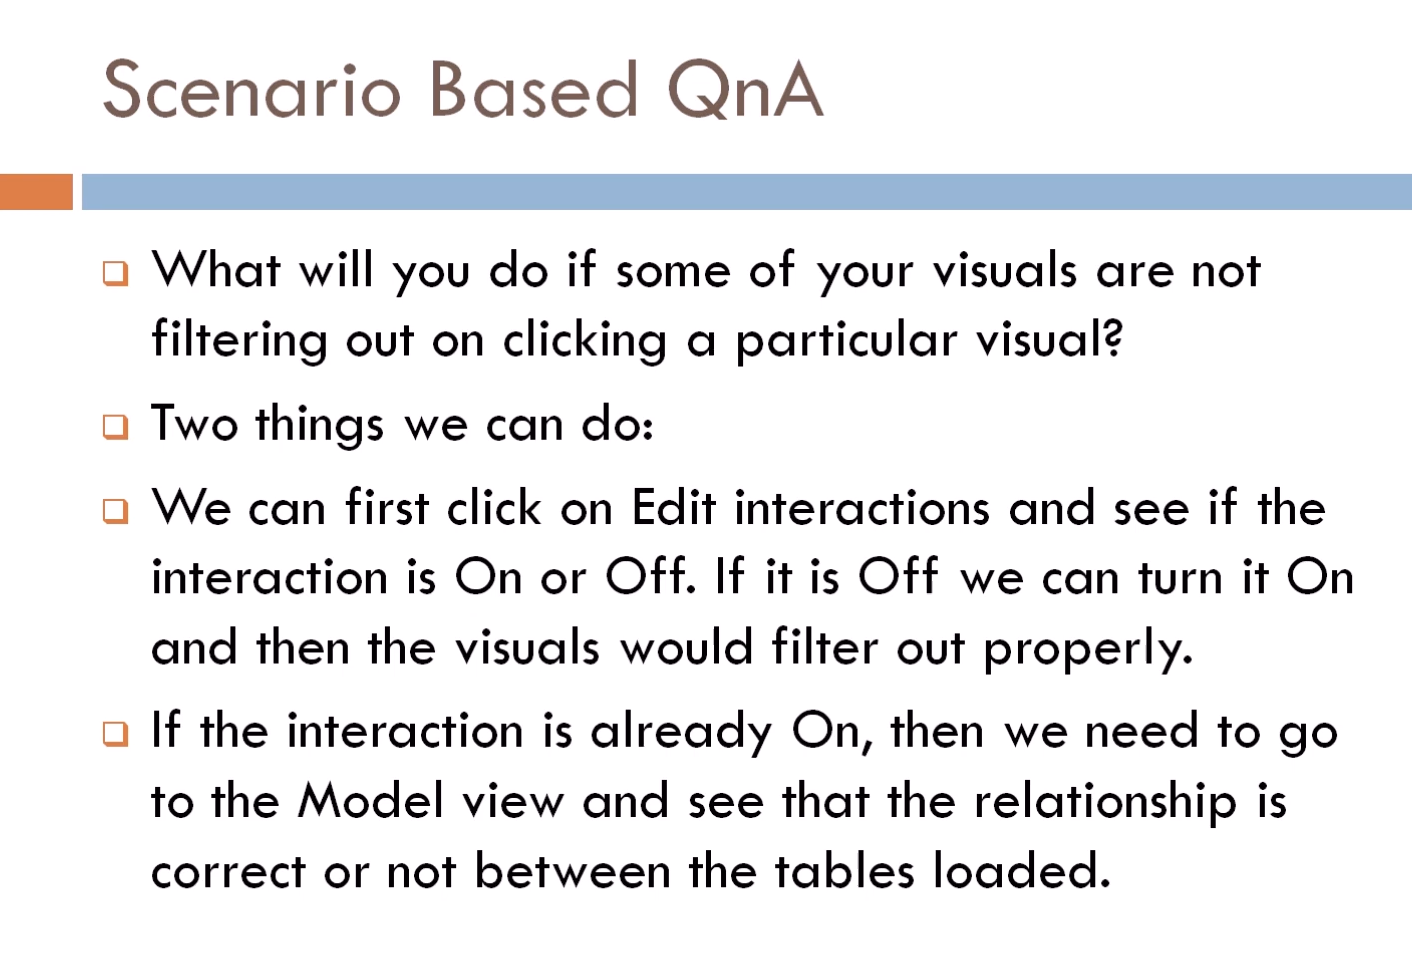 Scenario Based QnA
What will you do if some of your visuals are not
filtering out on clicking a particular visual?
Two things we can do:
We can first click on Edit interactions and see if the
interaction is On or Off. If it is Off we can turn it On
and then the visuals would filter out properly.
If the interaction is already On, then we need to go
to the Model view and see that the relationship is
correct or not between the tables loaded.